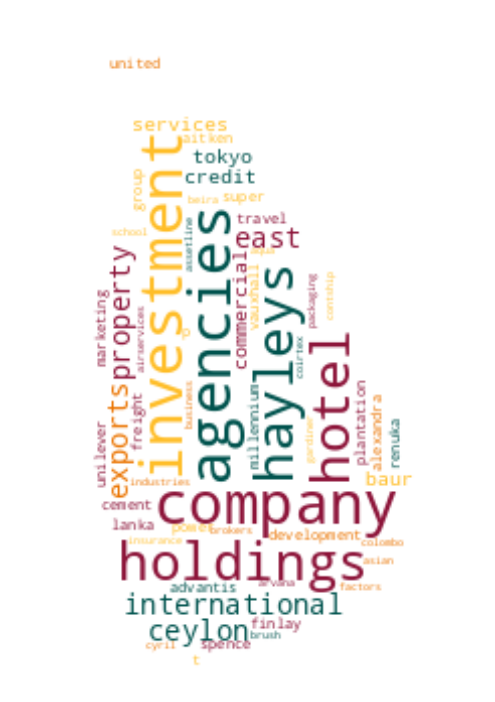 united
services
aitken
tokyo
credit
investment
group
beira
super
school
agencies
assetline
travel
east
aqua
property
marketing
airservices
p
commercial
vauxhall
hayleys
packaging
contship
coirtex
hotel
exports
freight
business
millennium
gardiner
plantation
alexandra
renuka
unilever
industries
baur
company
cement
lanka
power
brokers
development
insurance
colombo
holdings
asian
advantis
arvana
factors
international
ceylon
finlay
brush
cyril
spence
t